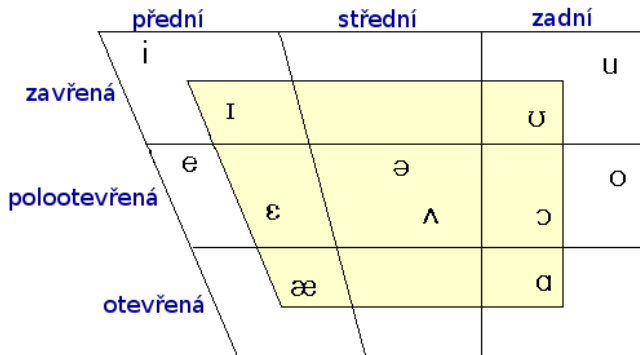 přední střední zadní
i u
zavřená
ɪ ʊ
e ə o
polootevřená
ɛ ʌ ɔ
æ ɑ
otevřená